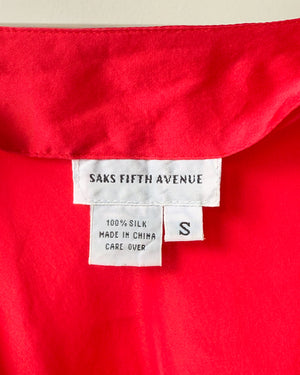 SAKS FIFTH AVENUE
100% SILK
MADE IN CHINA
CARE OVER
S